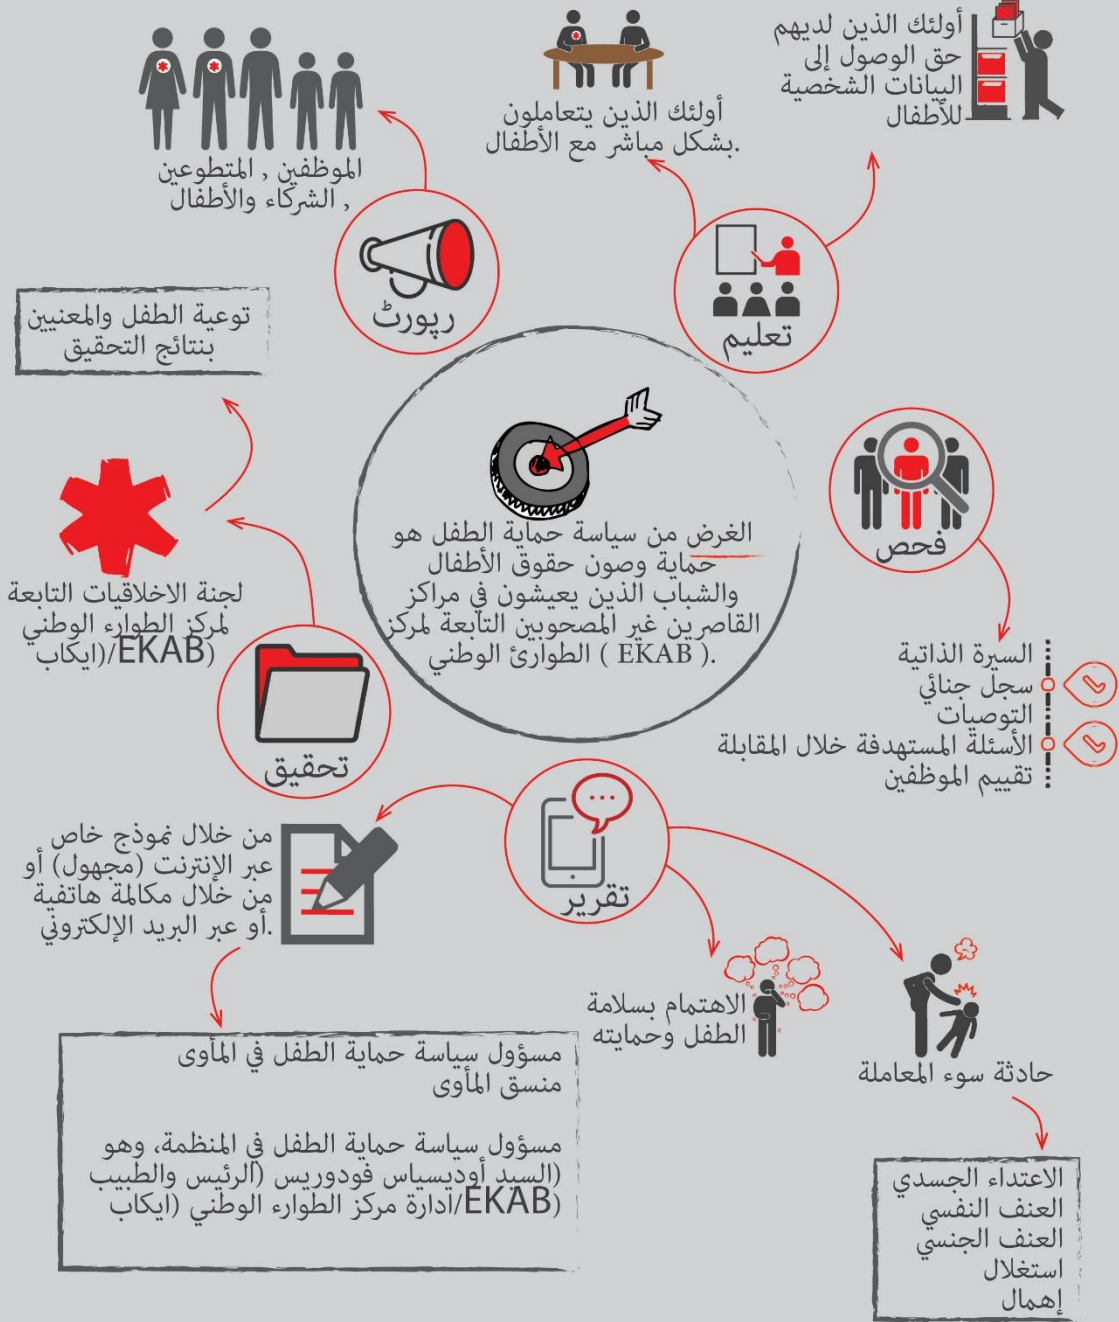 أولئك الذين لديهم
حق الوصول إلى
البيانات الشخصية
للأطفال
أولئك الذين يتعاملون
بشكل مباشر مع الأطفال.
الموظفين , المتطوعين
, الشركاء والأطفال
رپورٹ
تعليم
توعية الطفل والمعنيين
بنتائج التحقيق
فحص
الغرض من سياسة حماية الطفل هو
حماية وصون حقوق الأطفال
والشباب الذين يعيشون في مراكز
القاصرين غير المصحوبين التابعة لمركز
الطوارئ الوطني ( EKAB ).
لجنة الاخلاقيات التابعة
لمركز الطوارء الوطني
(ايكاب/EKAB)
السيرة الذاتية
سجل جنائي
التوصيات
الأسئلة المستهدفة خلال المقابلة
تقييم الموظفين
تحقيق
تقرير
من خلال نموذج خاص
عبر الإنترنت (مجهول) أو
من خلال مكالمة هاتفية
أو عبر البريد الإلكتروني.
الاهتمام بسلامة
الطفل وحمايته
حادثة سوء المعاملة
مسؤول سياسة حماية الطفل في المأوى
منسق المأوى
مسؤول سياسة حماية الطفل في المنظمة، وهو
السيد أوديسياس فودوريس (الرئيس والطبيب)
ادارة مركز الطوارء الوطني (ايكاب/EKAB)
الاعتداء الجسدي
العنف النفسي
العنف الجنسي
استغلال
إهمال